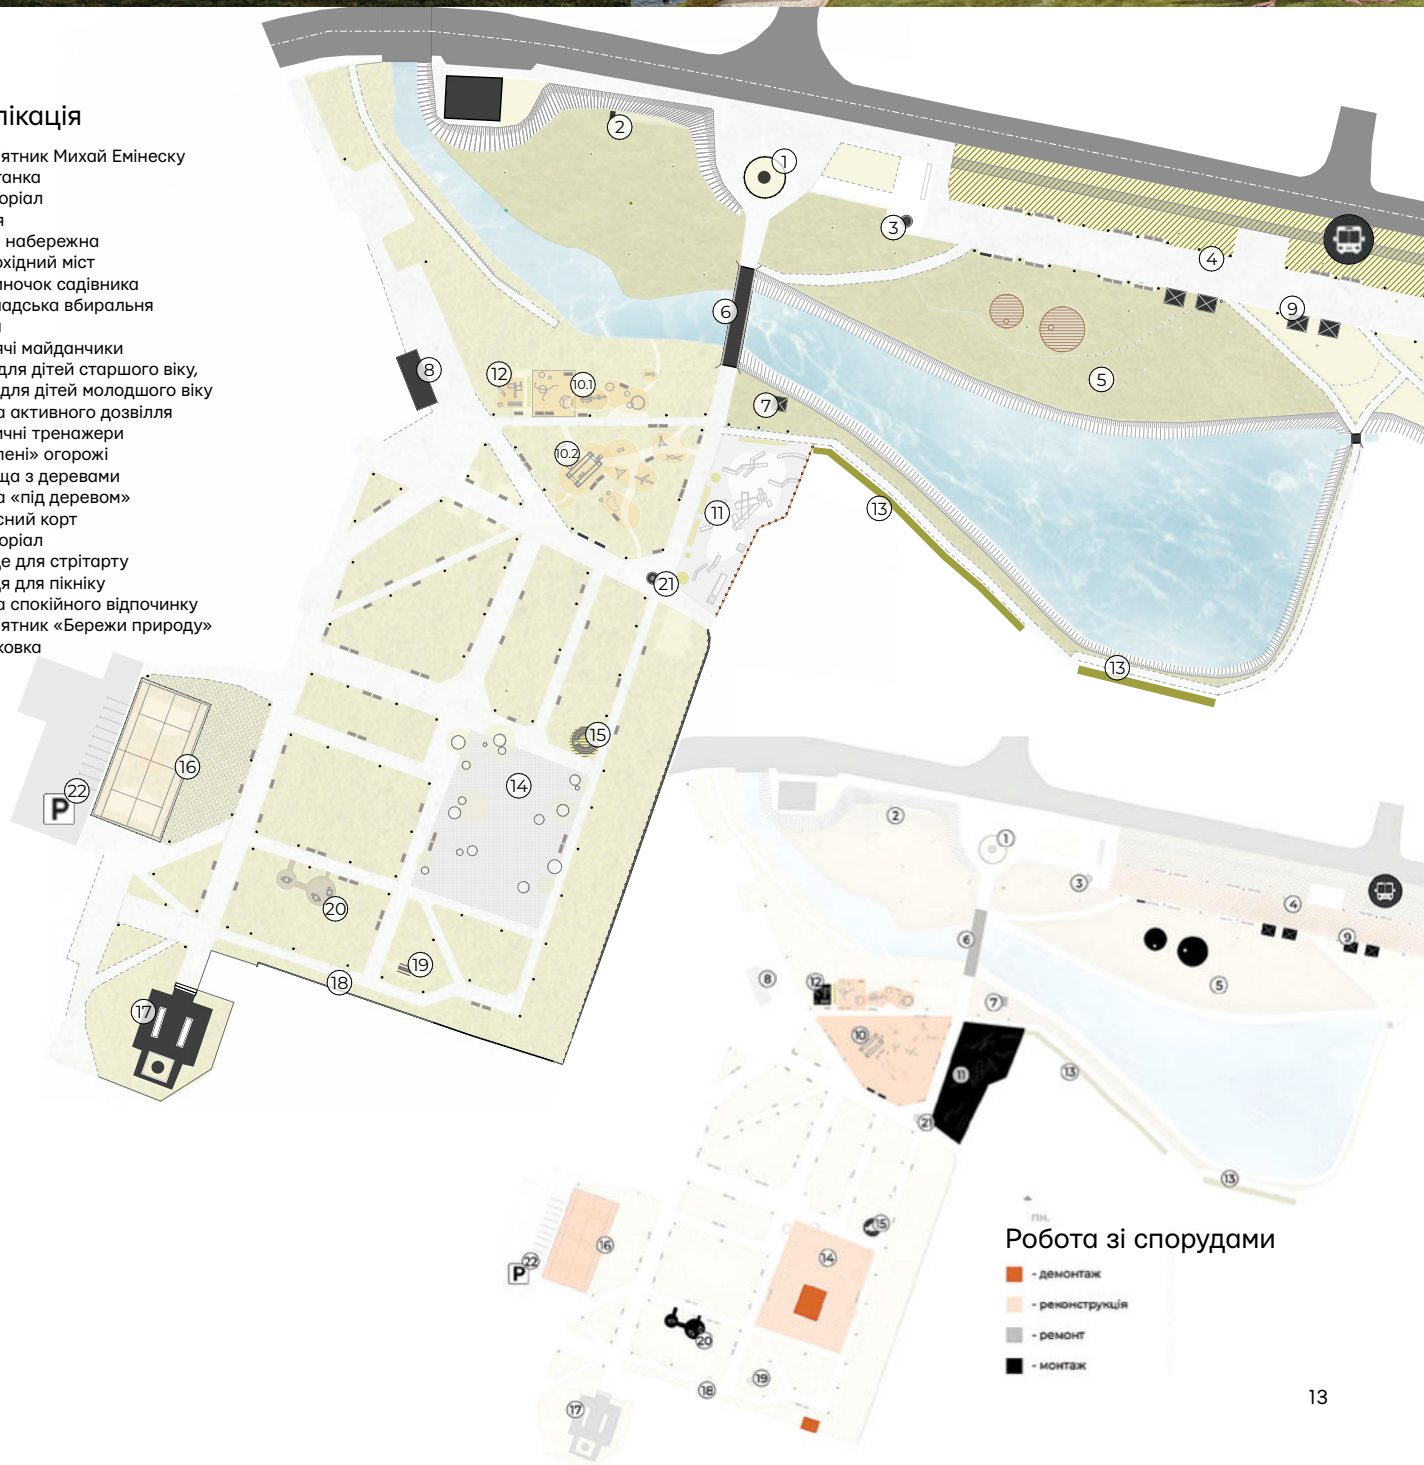 лікація
ятник Михай Емінеску
танка
оріал
я
набережна
охідний міст
иночок садівника
адська вбиральня
ячі майданчики
для дітей старшого віку,
для дітей молодшого віку
а активного дозвілля
ичні тренажери
лені» огорожі
ща з деревами
а «під деревом»
сний корт
оріал
це для стрітарту
ця для пікніку
а спокійного відпочинку
ятник «Бережи природу»
ковка
2
1
3
4
9
6
5
8
12
10.1
7
10.2
11
13
21
13
15
16
14
22
P
20
19
18
17
2
1
3
4
9
6
5
8
12
7
10
11
13
21
13
15
16
14
22
P
20
19
18
17
пн.
Робота зі спорудами
- демонтаж
- реконструкція
- ремонт
- монтаж
13